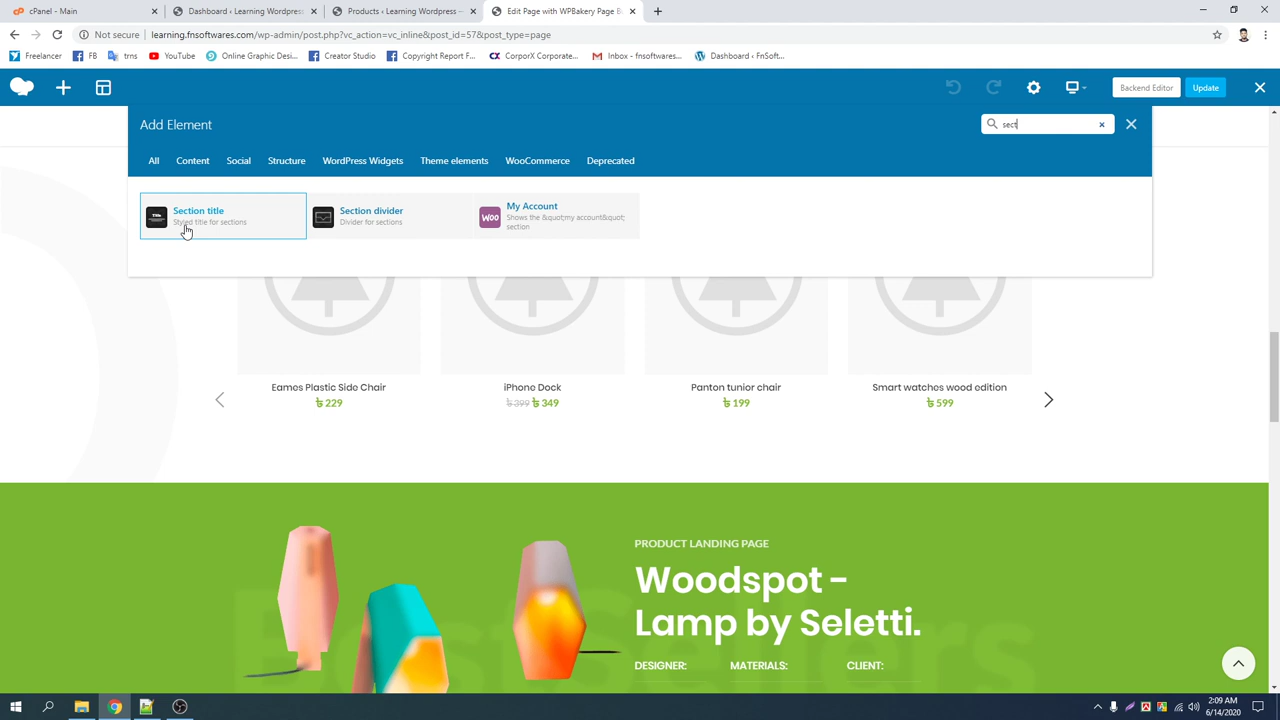 cPanel - Main
Dashboard ‹ Learning Wordpress
Products ‹ Learning WordPress —
Edit Page with WPBakery Page B
Not secure | learning.fnsoftwares.com/wp-admin/post.php?vc_action=vc_inline&post_id=57&post_type=page
Freelancer
FB
trns
YouTube
Online Graphic Desi...
Creator Studio
Copyright Report F...
CorporX Corporate...
Inbox - fnsoftwares...
Dashboard ‹ FnSoft...
Backend Editor
Update
Add Element
sect
All
Content
Social
Structure
WordPress Widgets
Theme elements
WooCommerce
Deprecated
Title
Section title
Styled title for sections
Section divider
Divider for sections
Woo
My Account
Shows the &quot;my account&quot;
section
Eames Plastic Side Chair
৳ 229
iPhone Dock
৳ 399 ৳ 349
Panton tunior chair
৳ 199
Smart watches wood edition
৳ 599
Bestsellers
PRODUCT LANDING PAGE
Woodspot –
Lamp by Seletti.
DESIGNER:
MATERIALS:
CLIENT:
2:09 AM
6/14/2020